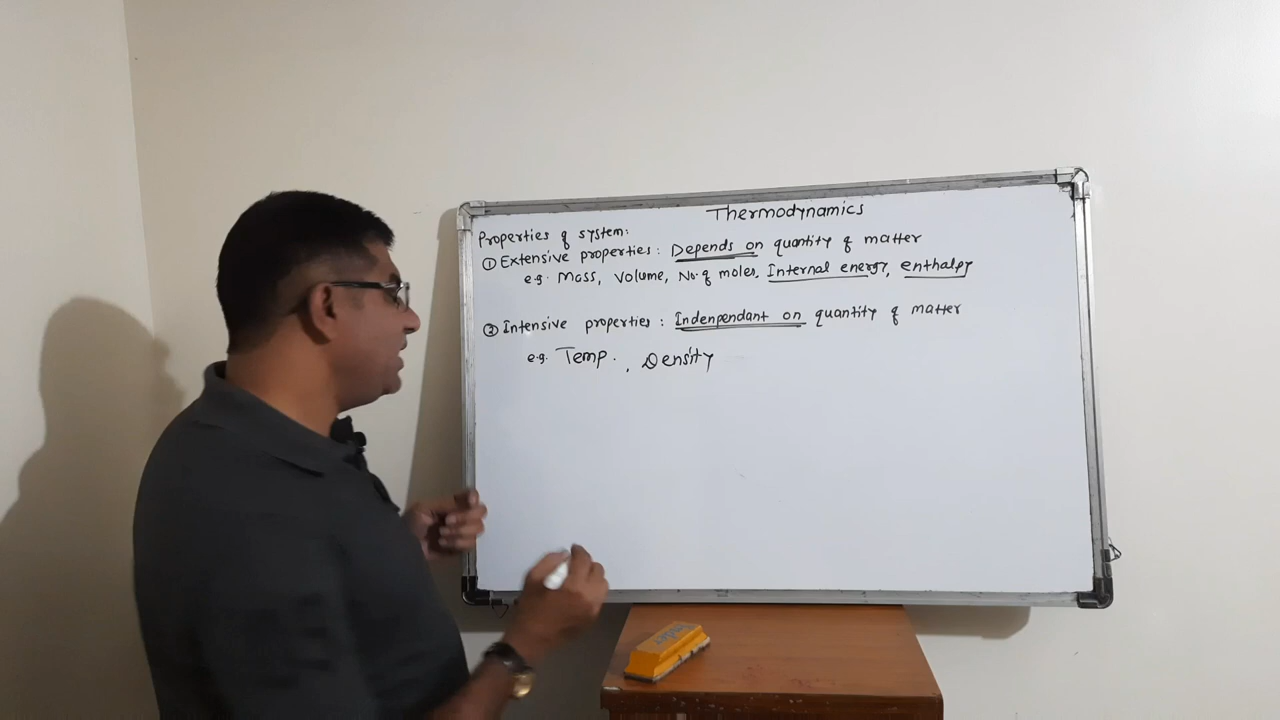 Thermodynamics
Properties of system:
① Extensive properties: Depends on quantity of matter
e.g. Mass, Volume, No. of moles, Internal energy, enthalpy
② Intensive properties: Indenpendant on quantity of matter
e.g. Temp., Density